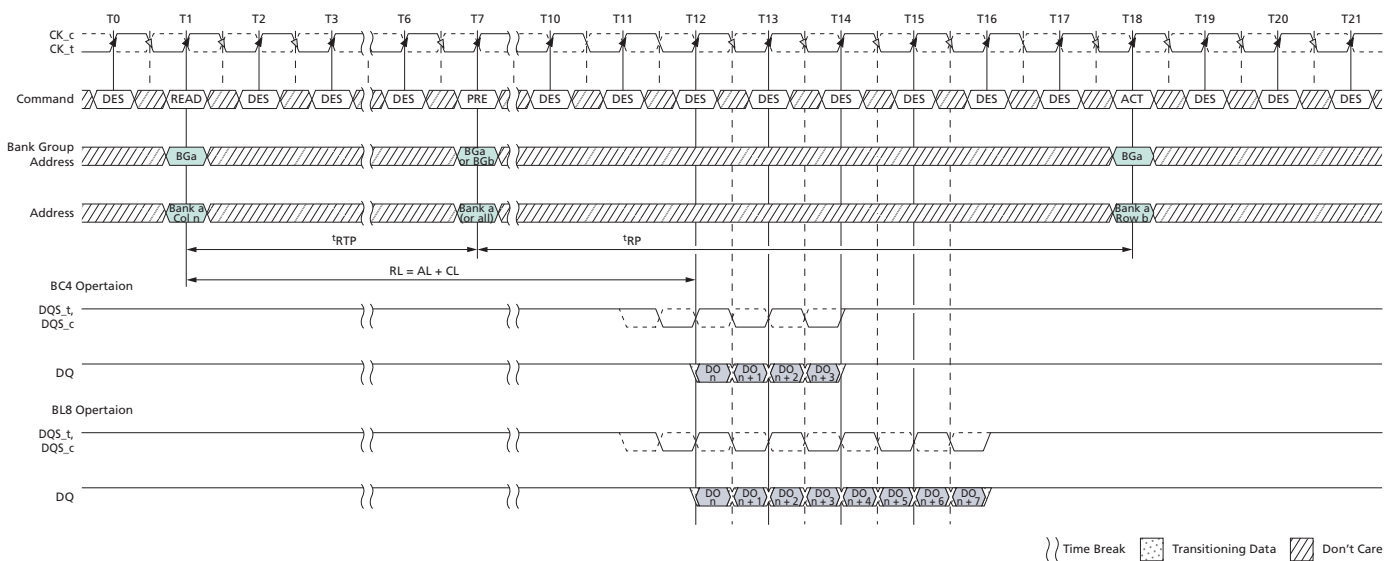 T0 T1 T2 T3 T6 T7 T10 T11 T12 T13 T14 T15 T16 T17 T18 T19 T20 T21
CK_c
CK_t
Command DES READ DES DES DES PRE DES DES DES DES DES DES DES DES ACT DES DES DES
Bank Group
Address
BGa
BGa
or BGb
BGa
Address
Bank a
Col n
Bank a
(or all)
Bank a
Row b
tRTP tRP
RL = AL + CL
BC4 Opertaion
DQS_t,
DQS_c
DQ
DO
n
DO
n + 1
DO
n + 2
DO
n + 3
BL8 Opertaion
DQS_t,
DQS_c
DQ
DO
n
DO
n + 1
DO
n + 2
DO
n + 3
DO
n + 4
DO
n + 5
DO
n + 6
DO
n + 7
Time Break Transitioning Data Don't Care